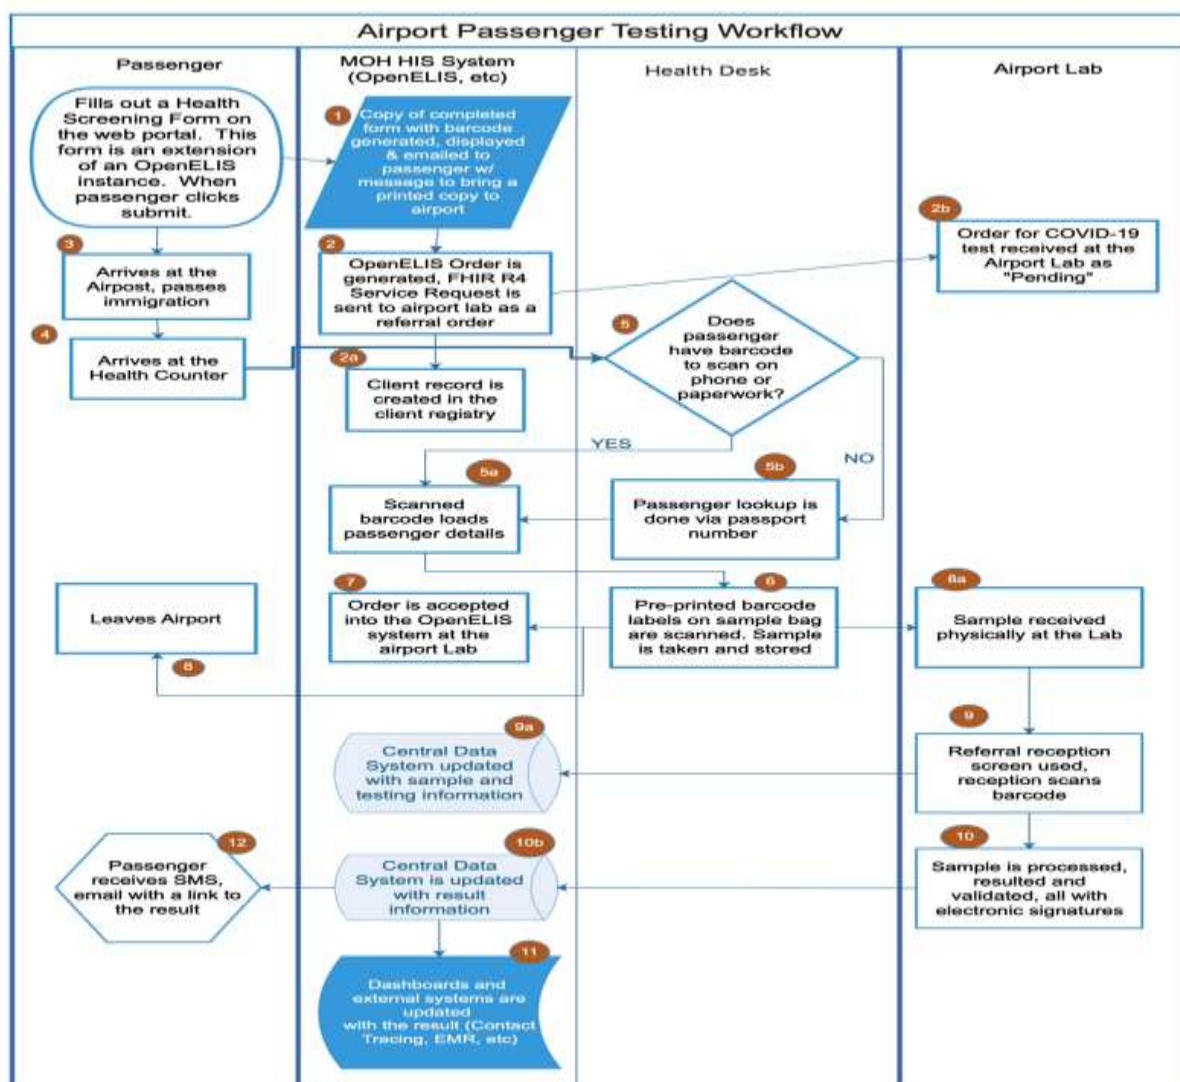 Airport Passenger Testing Workflow
Passenger
MOH HIS System
(OpenELIS, etc)
Health Desk
Airport Lab
Fills out a Health
Screening Form on
the web portal. This
form is an extension
of an OpenELIS
instance. When
passenger clicks
submit.
1
Copy of completed
form with barcode
generated, displayed
& emailed to
passenger w/
message to bring a
printed copy to
airport
2
OpenELIS Order is
generated, FHIR R4
Service Request is
sent to airport lab as a
referral order
2b
Order for COVID-19
test received at the
Airport Lab as
"Pending"
3
Arrives at the
Airpost, passes
immigration
4
Arrives at the
Health Counter
2a
Client record is
created in the
client registry
5
Does
passenger
have barcode
to scan on
phone or
paperwork?
YES
NO
5a
Scanned
barcode loads
passenger details
5b
Passenger lookup is
done via passport
number
Leaves Airport
8
7
Order is accepted
into the OpenELIS
system at the
airport Lab
6
Pre-printed barcode
labels on sample bag
are scanned. Sample
is taken and stored
6a
Sample received
physically at the Lab
9a
Central Data
System updated
with sample and
testing information
9
Referral reception
screen used,
reception scans
barcode
12
Passenger
receives SMS,
email with a link to
the result
10b
Central Data
System is updated
with result
information
10
Sample is processed,
resulted and
validated, all with
electronic signatures
11
Dashboards and
external systems are
updated
with the result (Contact
Tracing, EMR, etc)